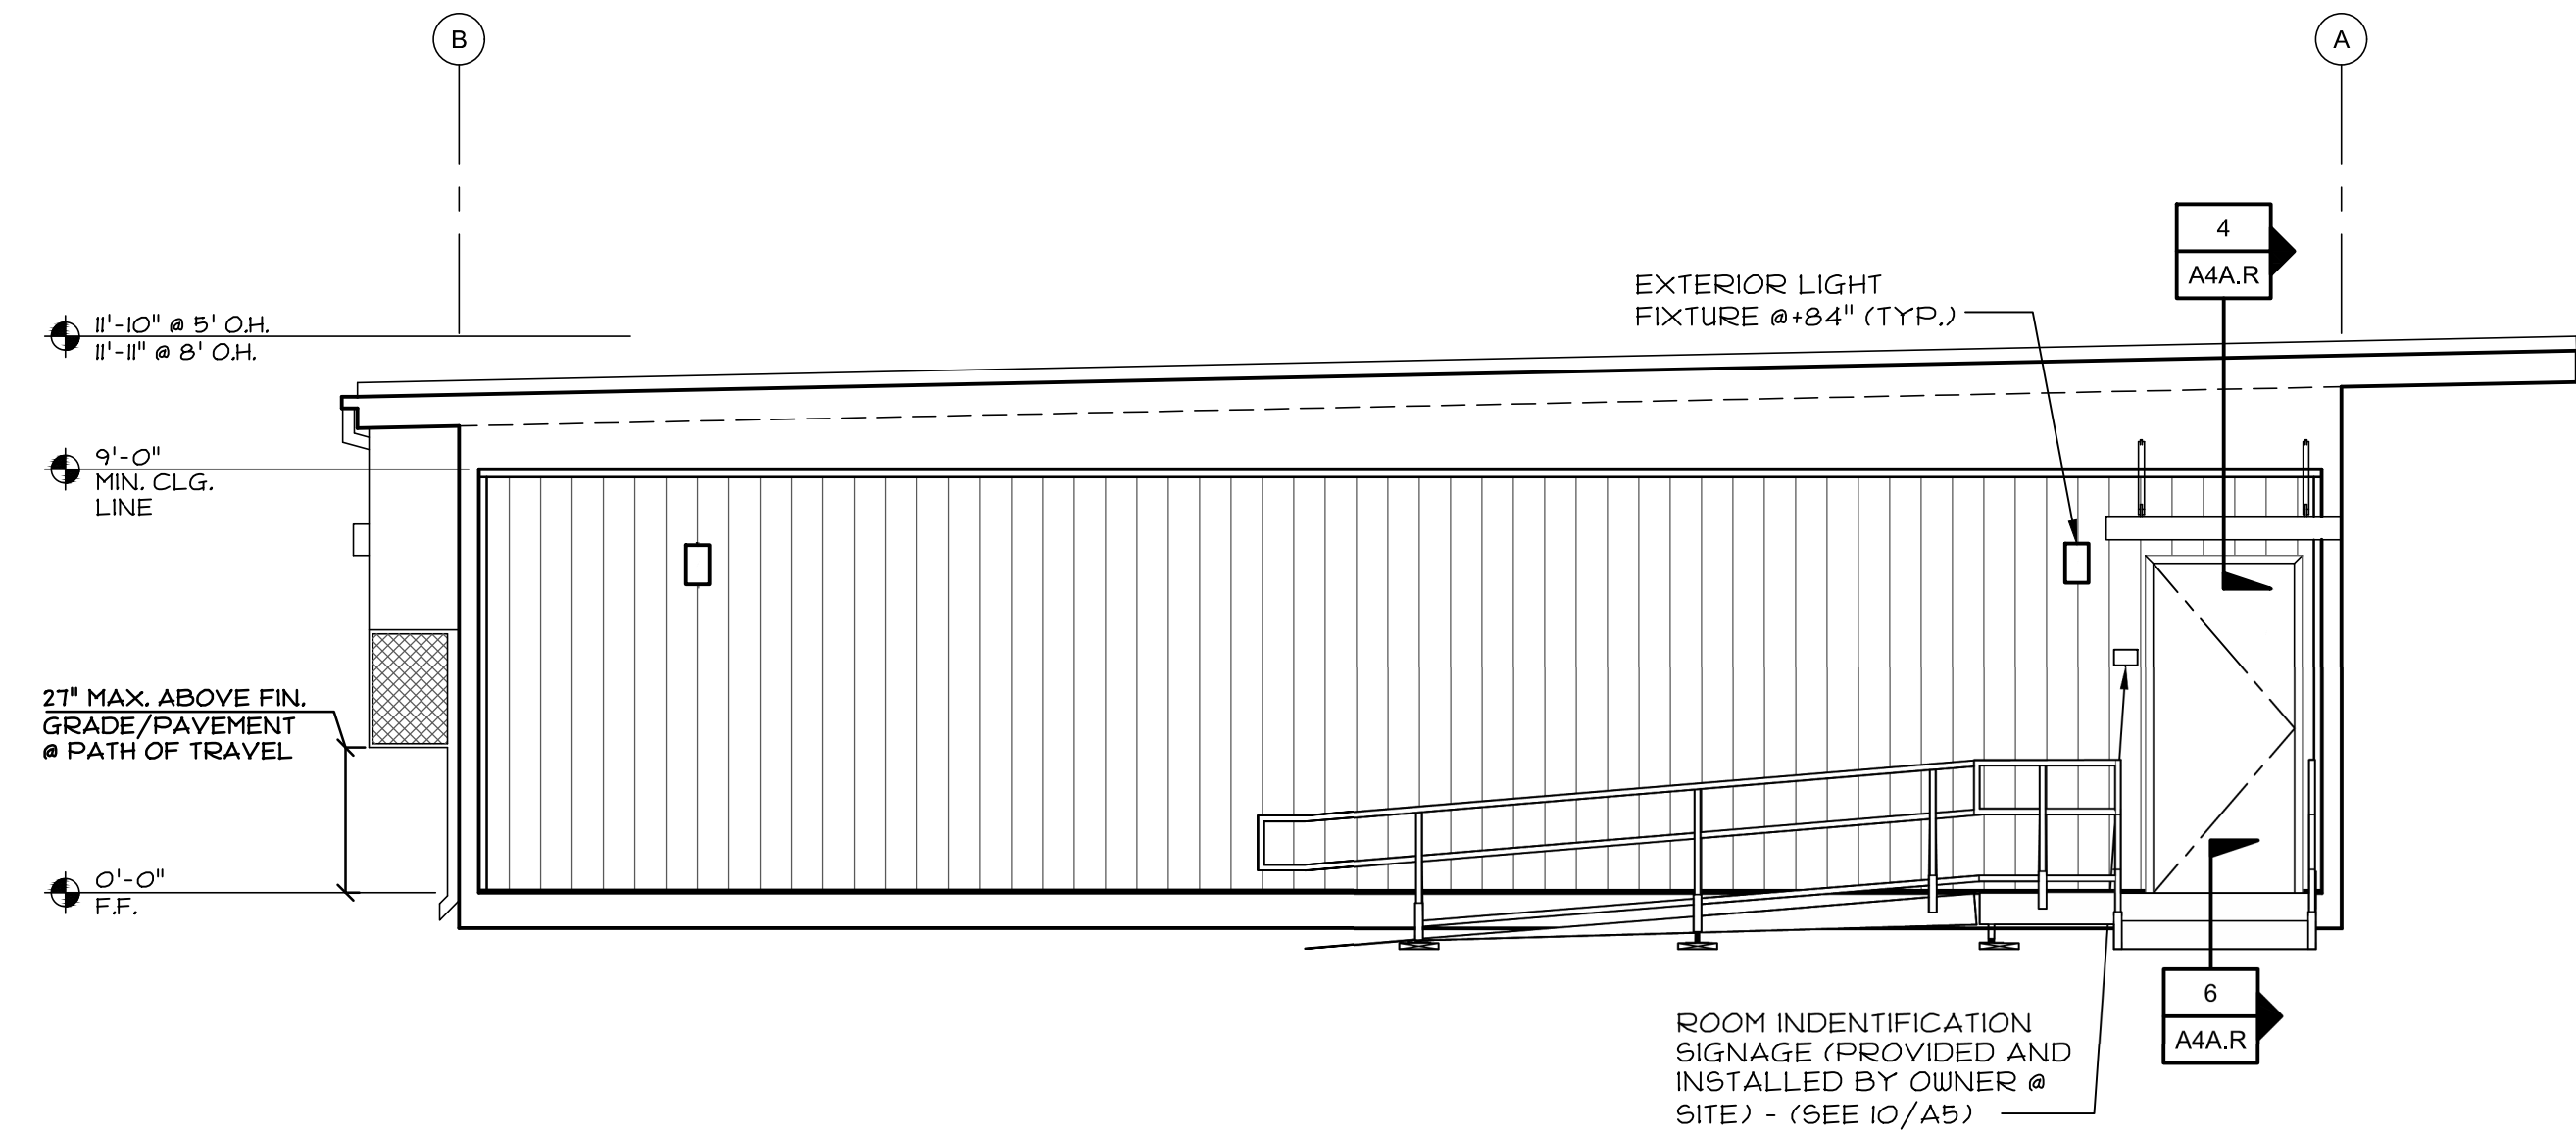 B
A
4
A4A.R
EXTERIOR LIGHT
FIXTURE @+84" (TYP.)
11'-10" @ 5' O.H.
11'-11" @ 8' O.H.
9'-0"
MIN. CLG.
LINE
27" MAX. ABOVE FIN.
GRADE/PAVEMENT
@ PATH OF TRAVEL
0'-0"
F.F.
6
A4A.R
ROOM INDENTIFICATION
SIGNAGE (PROVIDED AND
INSTALLED BY OWNER @
SITE) - (SEE 10/A5)